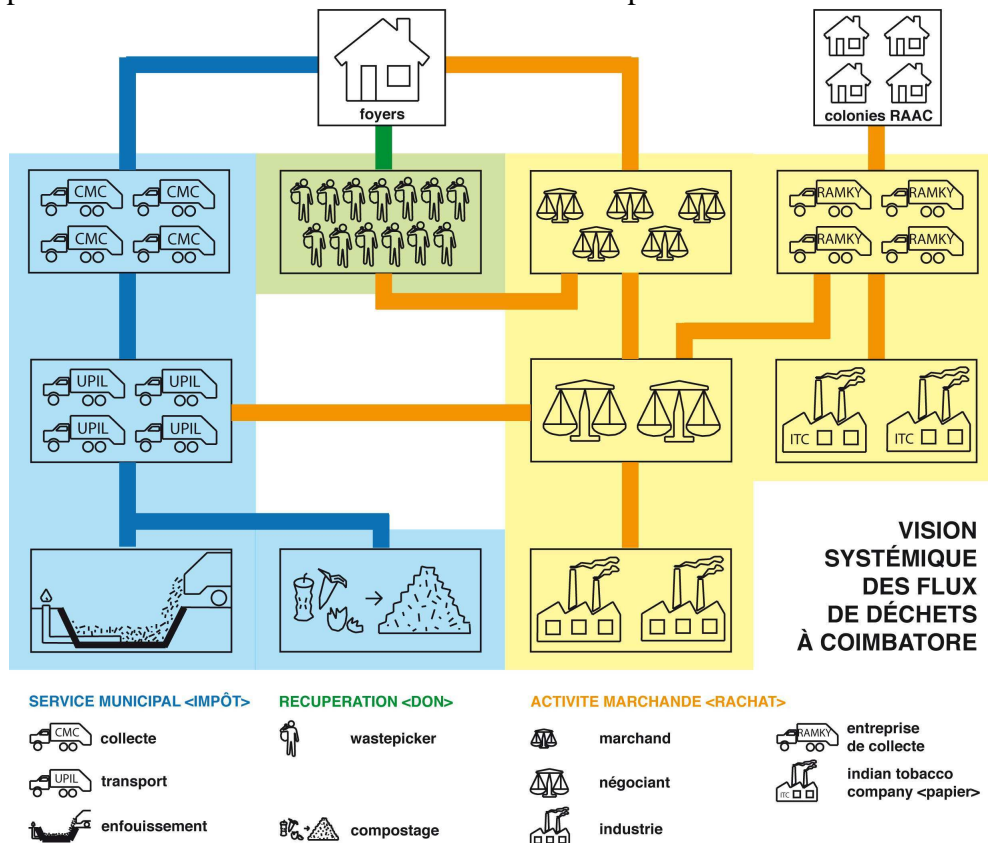 foyers
colonies RAAC
CMC CMC
CMC CMC
RAMKY RAMKY
RAMKY RAMKY
UPIL UPIL
UPIL UPIL
ITC ITC
VISION
SYSTÉMIQUE
DES FLUX
DE DÉCHETS
À COIMBATORE
SERVICE MUNICIPAL <IMPÔT>
CMC collecte
UPIL transport
enfouissement
RECUPERATION <DON>
wastepicker
compostage
ACTIVITE MARCHANDE <RACHAT>
marchand
négociant
industrie
RAMKY entreprise
de collecte
ITC indian tobacco
company <papier>